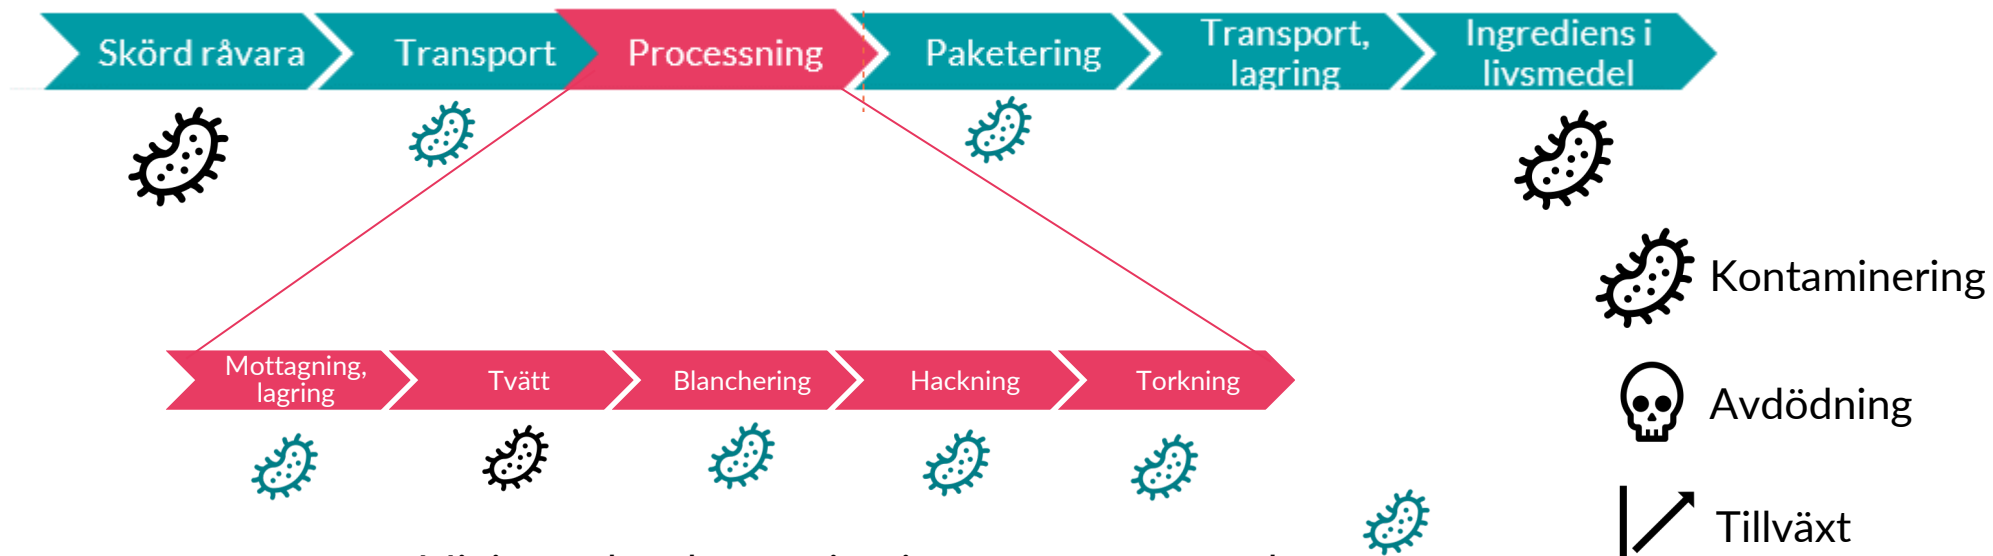 Skörd råvara
Transport
Processning
Paketering
Transport,
lagring
Ingrediens i
livsmedel
Kontaminering
Mottagning,
lagring
Tvätt
Blanchering
Hackning
Torkning
Avdödning
Tillväxt